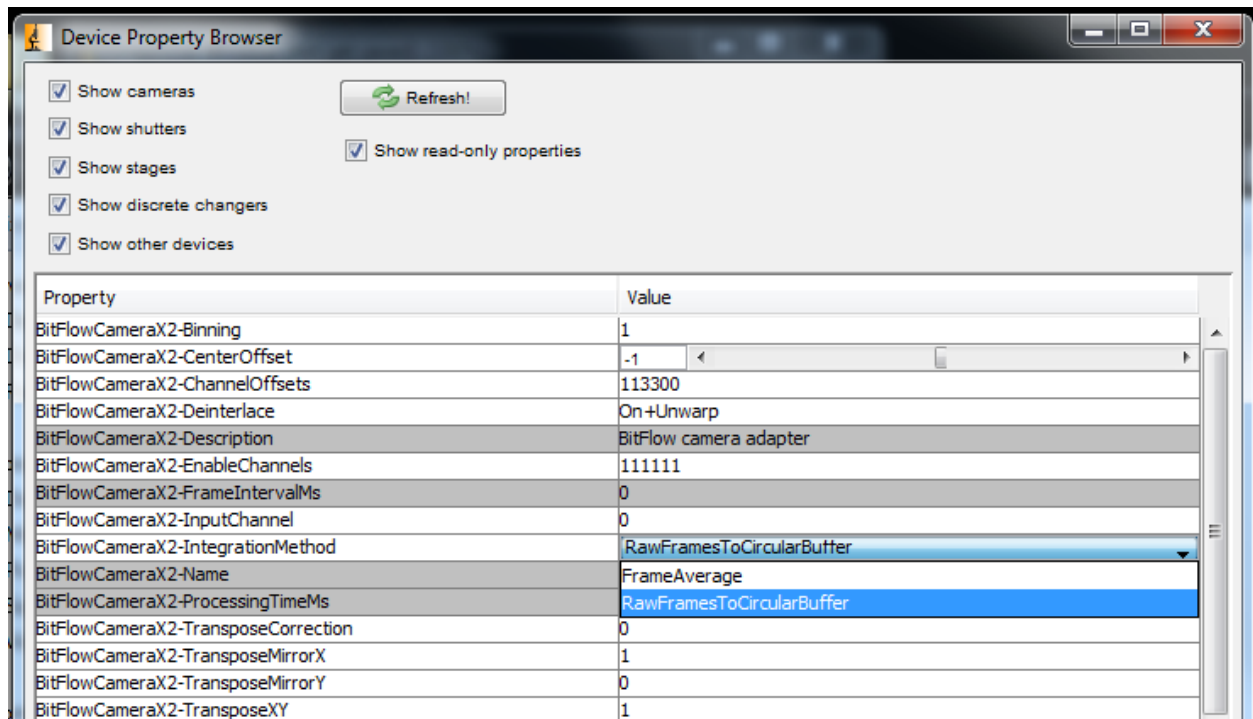 Device Property Browser
Show cameras
Refresh!
Show shutters
Show read-only properties
Show stages
Show discrete changers
Show other devices
Property Value
BitFlowCameraX2-Binning 1
BitFlowCameraX2-CenterOffset -1
BitFlowCameraX2-ChannelOffsets 113300
BitFlowCameraX2-Deinterlace On+Unwarp
BitFlowCameraX2-Description BitFlow camera adapter
BitFlowCameraX2-EnableChannels 111111
BitFlowCameraX2-FrameIntervalMs 0
BitFlowCameraX2-InputChannel 0
BitFlowCameraX2-IntegrationMethod RawFramesToCircularBuffer
BitFlowCameraX2-Name FrameAverage
BitFlowCameraX2-ProcessingTimeMs RawFramesToCircularBuffer
BitFlowCameraX2-TransposeCorrection 0
BitFlowCameraX2-TransposeMirrorX 1
BitFlowCameraX2-TransposeMirrorY 0
BitFlowCameraX2-TransposeXY 1